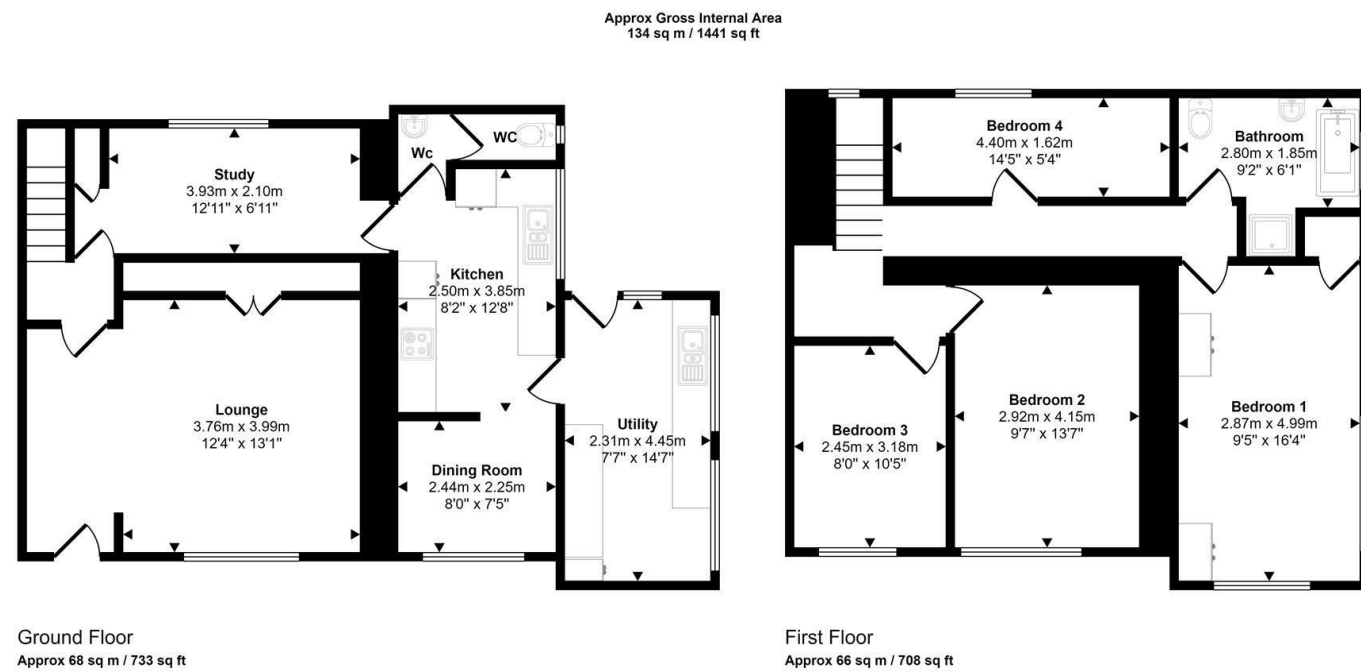 Approx Gross Internal Area
134 sq m / 1441 sq ft
Study
3.93m x 2.10m
12'11" x 6'11"
Wc
WC
Kitchen
2.50m x 3.85m
8'2" x 12'8"
Lounge
3.76m x 3.99m
12'4" x 13'1"
Dining Room
2.44m x 2.25m
8'0" x 7'5"
Utility
2.31m x 4.45m
7'7" x 14'7"
Ground Floor
Approx 68 sq m / 733 sq ft
Bedroom 4
4.40m x 1.62m
14'5" x 5'4"
Bathroom
2.80m x 1.85m
9'2" x 6'1"
Bedroom 3
2.45m x 3.18m
8'0" x 10'5"
Bedroom 2
2.92m x 4.15m
9'7" x 13'7"
Bedroom 1
2.87m x 4.99m
9'5" x 16'4"
First Floor
Approx 66 sq m / 708 sq ft